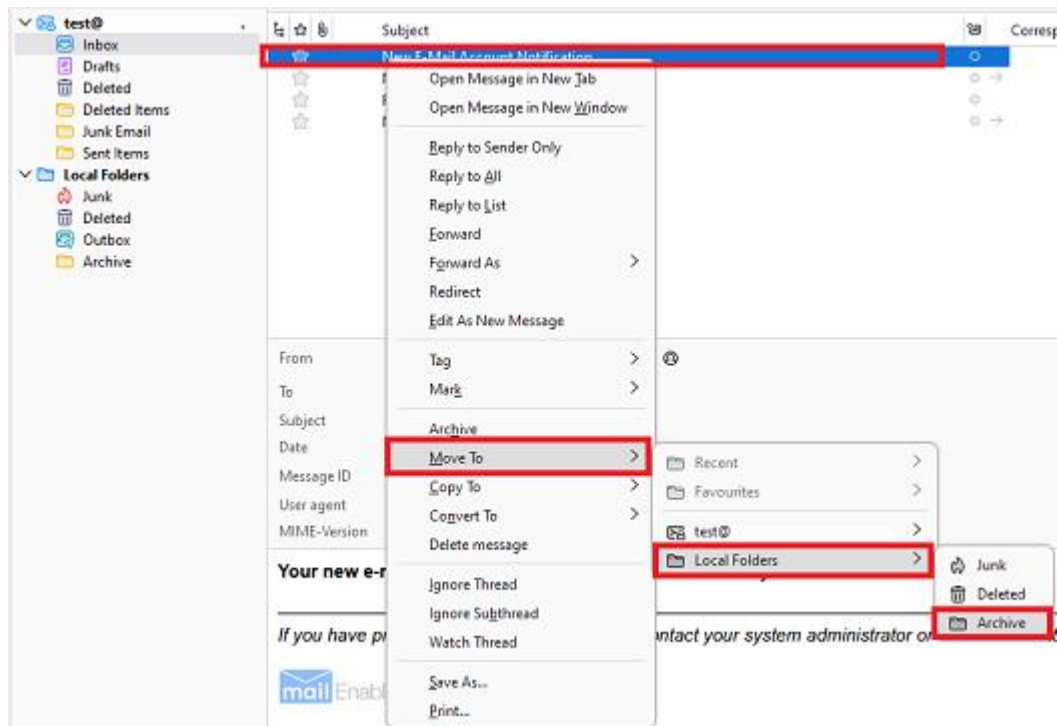 test@
Inbox
Drafts
Deleted
Deleted Items
Junk Email
Sent Items
Local Folders
Junk
Deleted
Outbox
Archive
Subject
Corresp
New E-Mail Account Notification
Open Message in New Tab
Open Message in New Window
Reply to Sender Only
Reply to All
Reply to List
Forward
Forward As
Redirect
Edit As New Message
Tag
Mark
Archive
Move To
Copy To
Convert To
Delete message
Ignore Thread
Ignore Subthread
Watch Thread
Save As...
Print...
Recent
Favourites
test@
Local Folders
Junk
Deleted
Archive
From
To
Subject
Date
Message ID
User agent
MIME-Version
Your new e-r
If you have pr ntact your system administrator or
mail Enabl